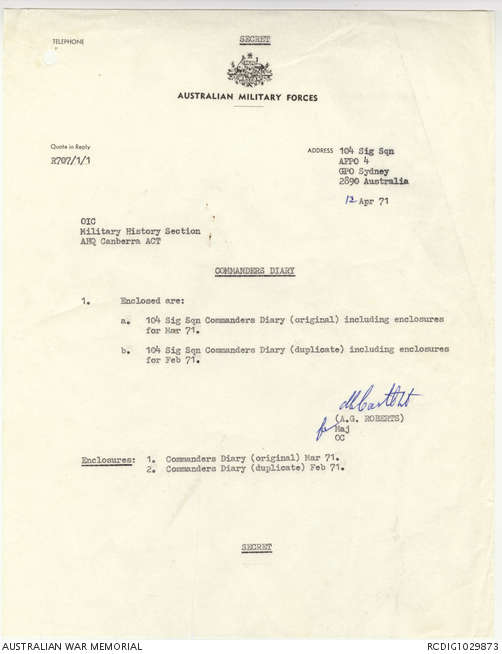 TELEPHONE
SECRET
AUSTRALIAN MILITARY FORCES
Quote in Reply
R707/1/1
ADDRESS 104 Sig Sqn
AFPO 4
GPO Sydney
2890 Australia
12 Apr 71
OIC
Military History Section
AHQ Canberra ACT
COMMANDERS DIARY
1. Enclosed are:
a. 104 Sig Sqn Commanders Diary (original) including enclosures
for Mar 71.
b. 104 Sig Sqn Commanders Diary (duplicate) including enclosures
for Feb 71.
(A.G. ROBERTS)
for Maj
OC
Enclosures: 1. Commanders Diary (original) Mar 71.
2. Commanders Diary (duplicate) Feb 71.
SECRET
AUSTRALIAN WAR MEMORIAL
RCDIG1029873